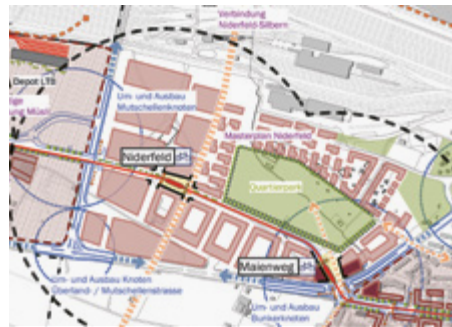 Verbindung
Niderfeld-Silbern
Depot LTB
Um- und Ausbau
Mutschellenknoten
Masterplan Niderfeld
Niderfeld
Quartierpark
Maienweg
Um- und Ausbau Knoten
Überland- / Mutschellenstrasse
Um- und Ausbau
Bunkerknoten